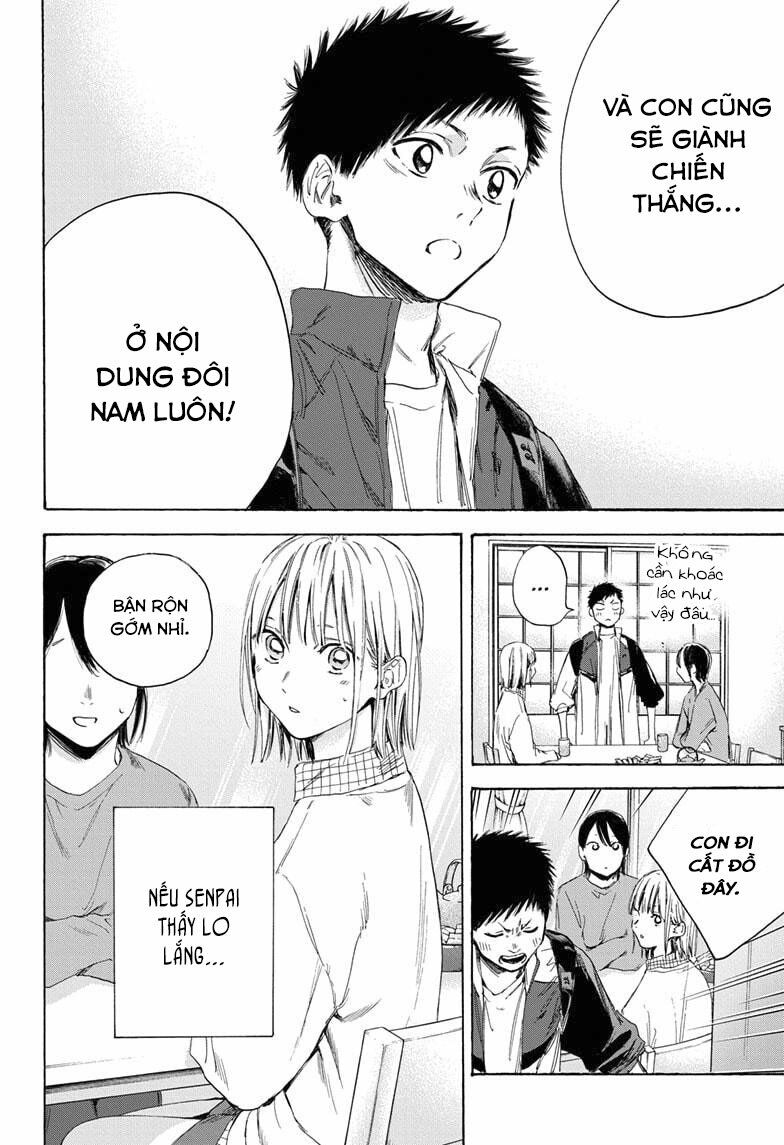 VÀ CON CŨNG
SẼ GIÀNH
CHIẾN
THẮNG...
Ở NỘI
DUNG ĐÔI
NAM LUÔN!
Không
cần khoác
lác như
vậy đâu...
...
CON ĐI
CẤT ĐỒ
ĐÂY.
BẬN RỘN
GỚM NHỈ.
NẾU SENPAI
THẤY LO
LẮNG...